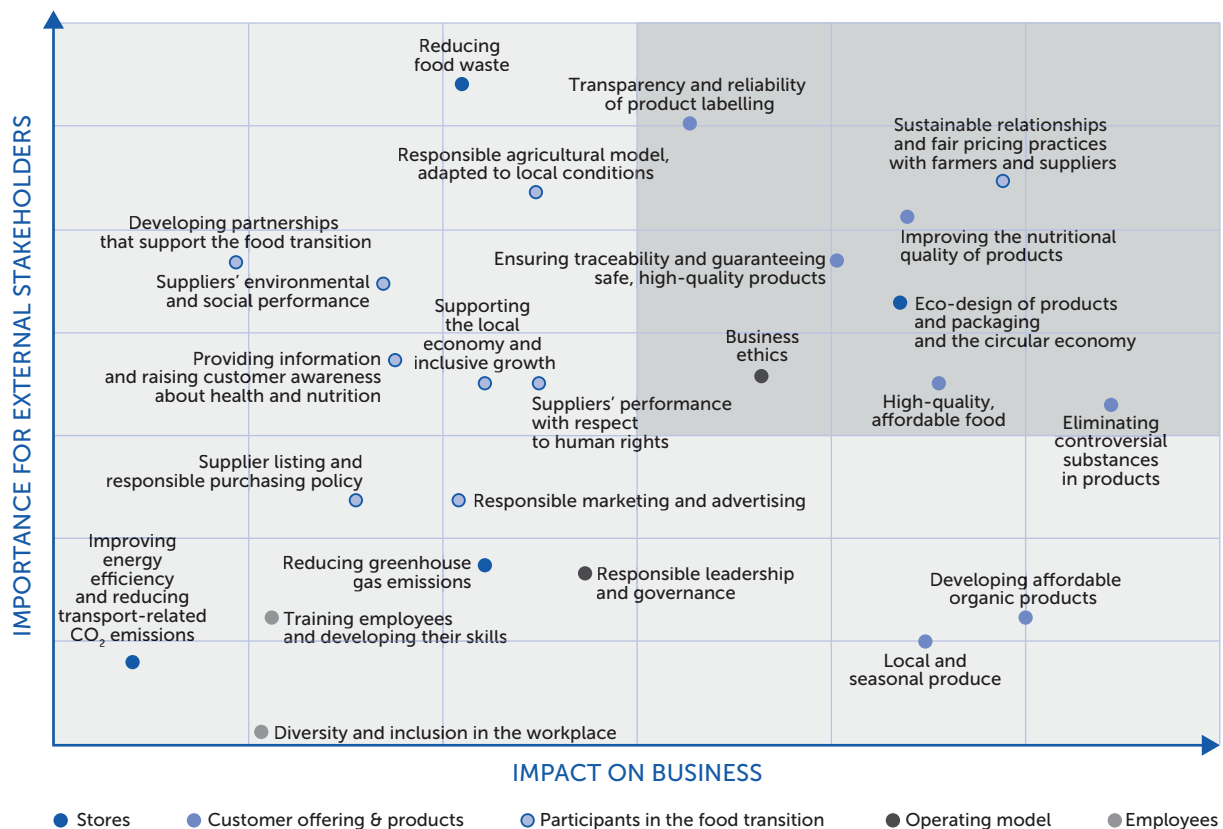 IMPORTANCE FOR EXTERNAL STAKEHOLDERS
Reducing
food waste
Transparency and reliability
of product labelling
Sustainable relationships
and fair pricing practices
with farmers and suppliers
Responsible agricultural model,
adapted to local conditions
Developing partnerships
that support the food transition
Improving the nutritional
quality of products
Ensuring traceability and guaranteeing
safe, high-quality products
Suppliers’ environmental
and social performance
Eco-design of products
and packaging
and the circular economy
Supporting
the local
economy and
inclusive growth
Business
ethics
Providing information
and raising customer awareness
about health and nutrition
Suppliers’ performance
with respect
to human rights
High-quality,
affordable food
Eliminating
controversial
substances
in products
Supplier listing and
responsible purchasing policy
Responsible marketing and advertising
Improving
energy
efficiency
and reducing
transport-related
CO2 emissions
Reducing greenhouse
gas emissions
Responsible leadership
and governance
Developing affordable
organic products
Training employees
and developing their skills
Local and
seasonal produce
Diversity and inclusion in the workplace
IMPACT ON BUSINESS
Stores
Customer offering & products
Participants in the food transition
Operating model
Employees